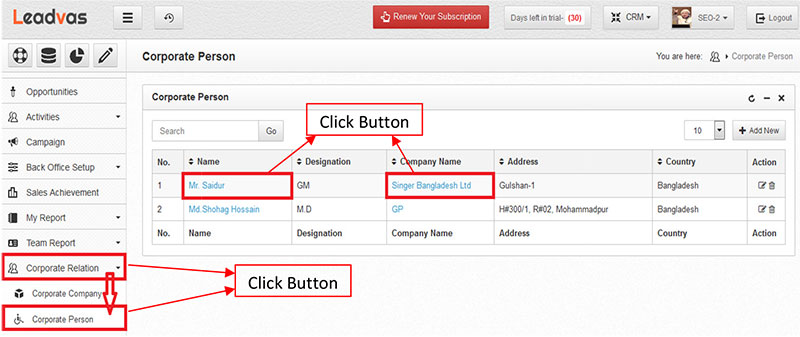 Leadvas
Renew Your Subscription
Days left in trial- (30)
CRM
SEO-2
Logout
Corporate Person
You are here: Corporate Person
Opportunities
Activities
Campaign
Back Office Setup
Sales Achievement
My Report
Team Report
Corporate Relation
Corporate Company
Corporate Person
Corporate Person
Click Button
Search Go
10
Add New
No. Name Designation Company Name Address Country Action
1 Mr. Saidur GM Singer Bangladesh Ltd Gulshan-1 Bangladesh
2 Md.Shohag Hossain M.D GP H#300/1, R#02, Mohammadpur Bangladesh
No. Name Designation Company Name Address Country Action
Click Button